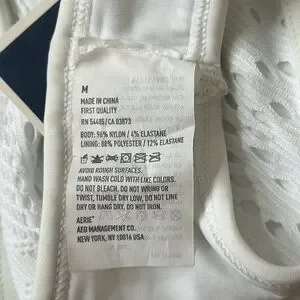 M
MADE IN CHINA
FIRST QUALITY
RN 54485/CA 03873
BODY: 96% NYLON / 4% ELASTANE
LINING: 88% POLYESTER / 12% ELASTANE
AVOID ROUGH SURFACES.
HAND WASH COLD WITH LIKE COLORS.
DO NOT BLEACH. DO NOT WRING OR
TWIST, TUMBLE DRY LOW, DO NOT LINE
DRY OR HANG DRY. DO NOT IRON.
AERIE®
AEO MANAGEMENT CO.
NEW YORK, NY 10016 USA